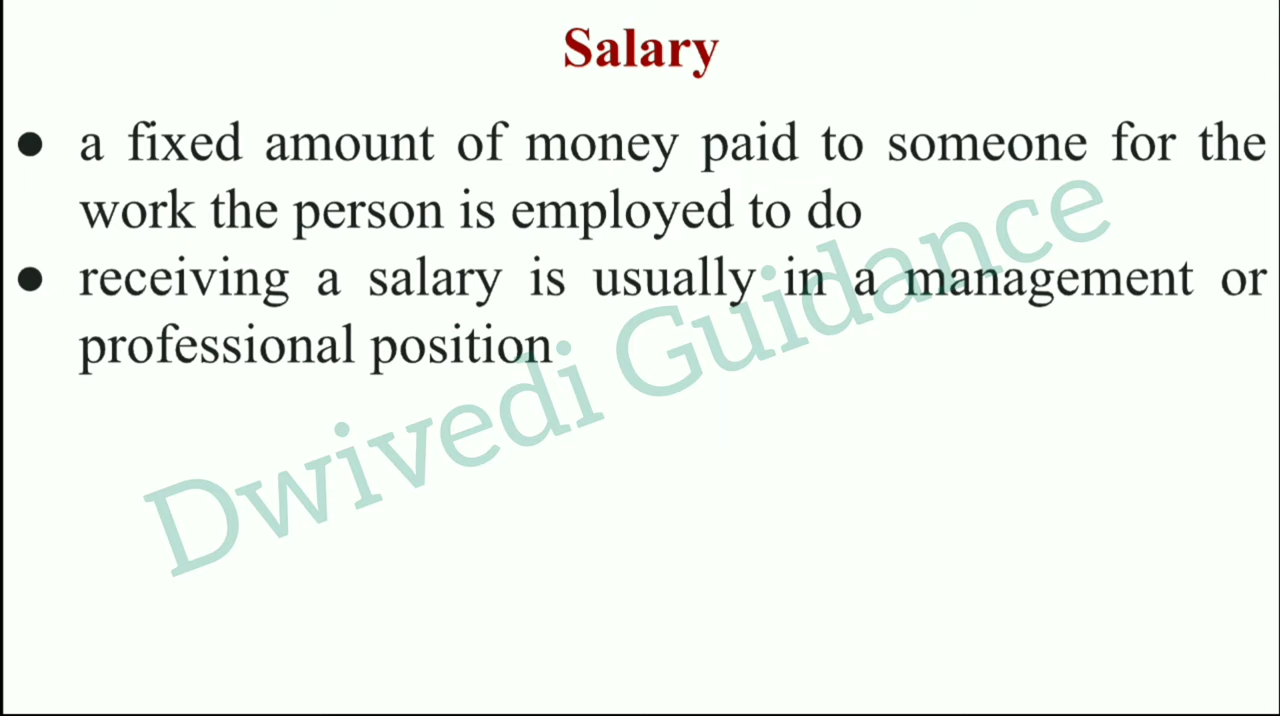 Salary
● a fixed amount of money paid to someone for the
work the person is employed to do
● receiving a salary is usually in a management or
professional position
Dwivedi Guidance